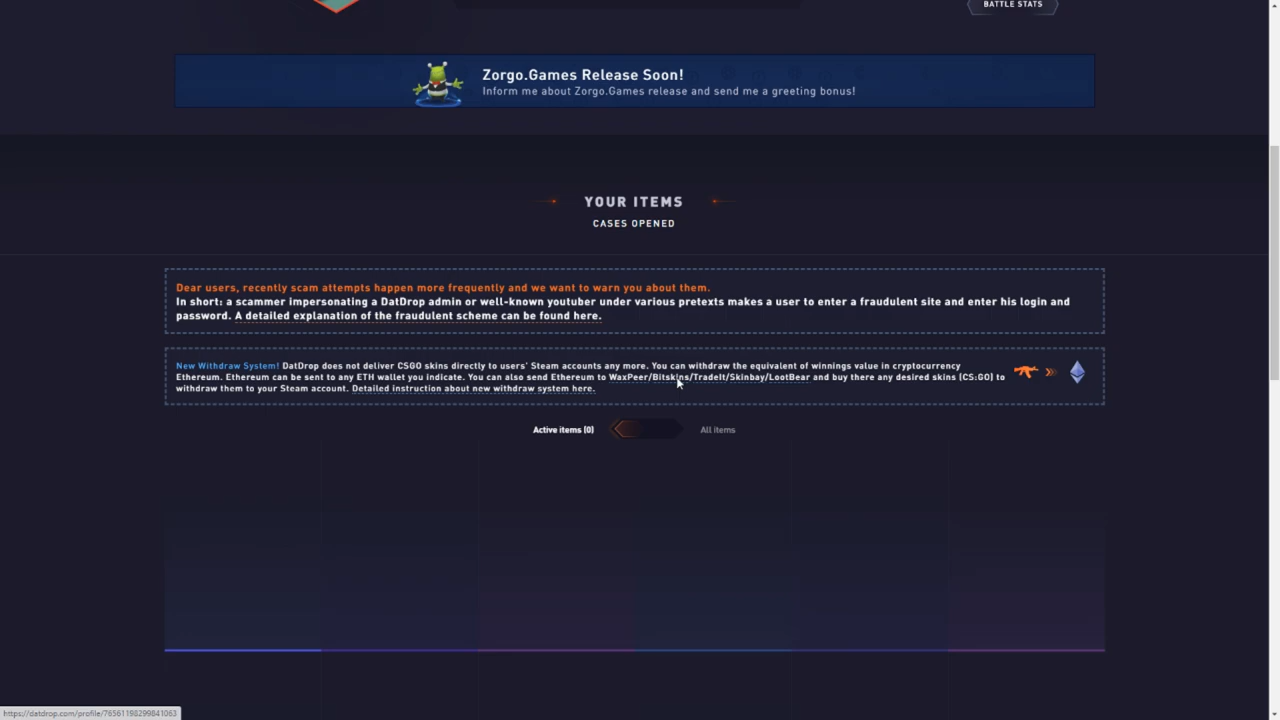 BATTLE STATS
Zorgo.Games Release Soon!
Inform me about Zorgo.Games release and send me a greeting bonus!
YOUR ITEMS
CASES OPENED
Dear users, recently scam attempts happen more frequently and we want to warn you about them.
In short: a scammer impersonating a DatDrop admin or well-known youtuber under various pretexts makes a user to enter a fraudulent site and enter his login and
password. A detailed explanation of the fraudulent scheme can be found here.
New Withdraw System! DatDrop does not deliver CSGO skins directly to users' Steam accounts any more. You can withdraw the equivalent of winnings value in cryptocurrency
Ethereum. Ethereum can be sent to any ETH wallet you indicate. You can also send Ethereum to WaxPeer/Bitskins/TradeIt/Skinbay/LootBear and buy there any desired skins (CS:GO) to
withdraw them to your Steam account. Detailed instruction about new withdraw system here.
Active items (0)
All items
https://datdrop.com/profile/76561198299841063